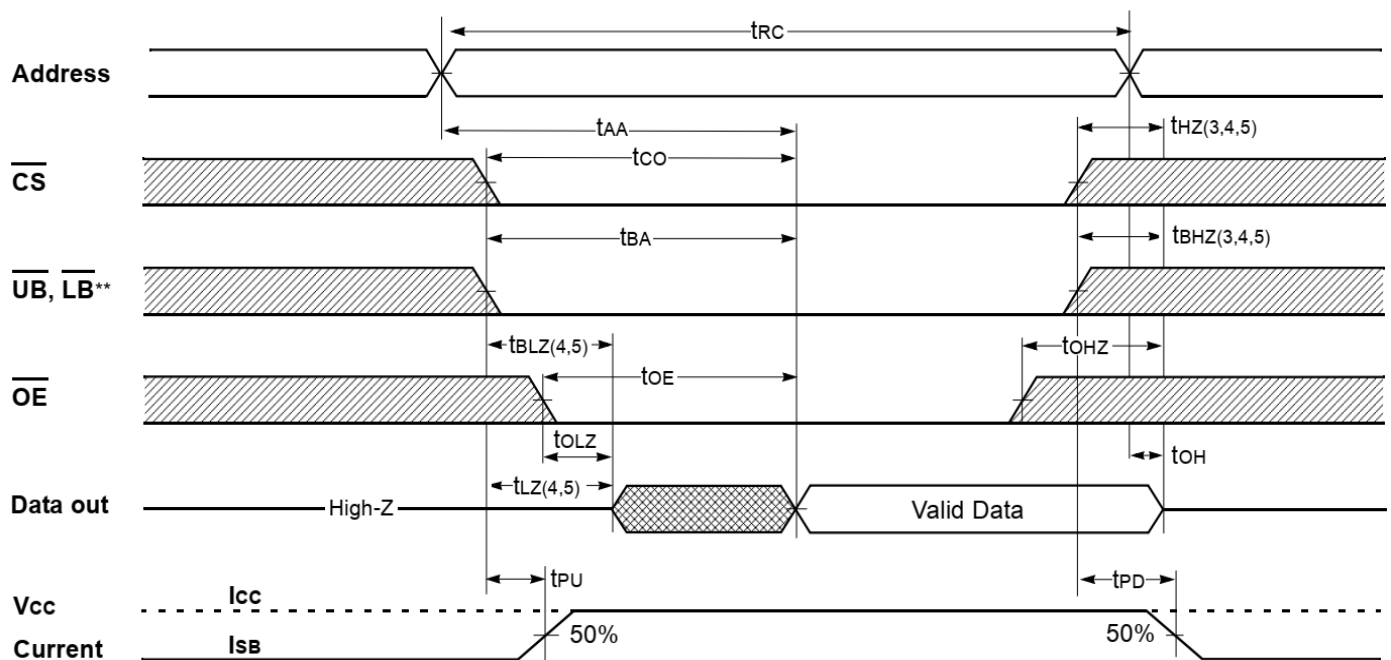 tRC
Address
tAA
tHZ(3,4,5)
tCO
CS
tBA
tBHZ(3,4,5)
UB, LB**
tBLZ(4,5)
tOHZ
tOE
OE
tOLZ
tOH
tLZ(4,5)
Data out
High-Z
Valid Data
tPU
tPD
ICC
VCC
50%
50%
Current
ISB